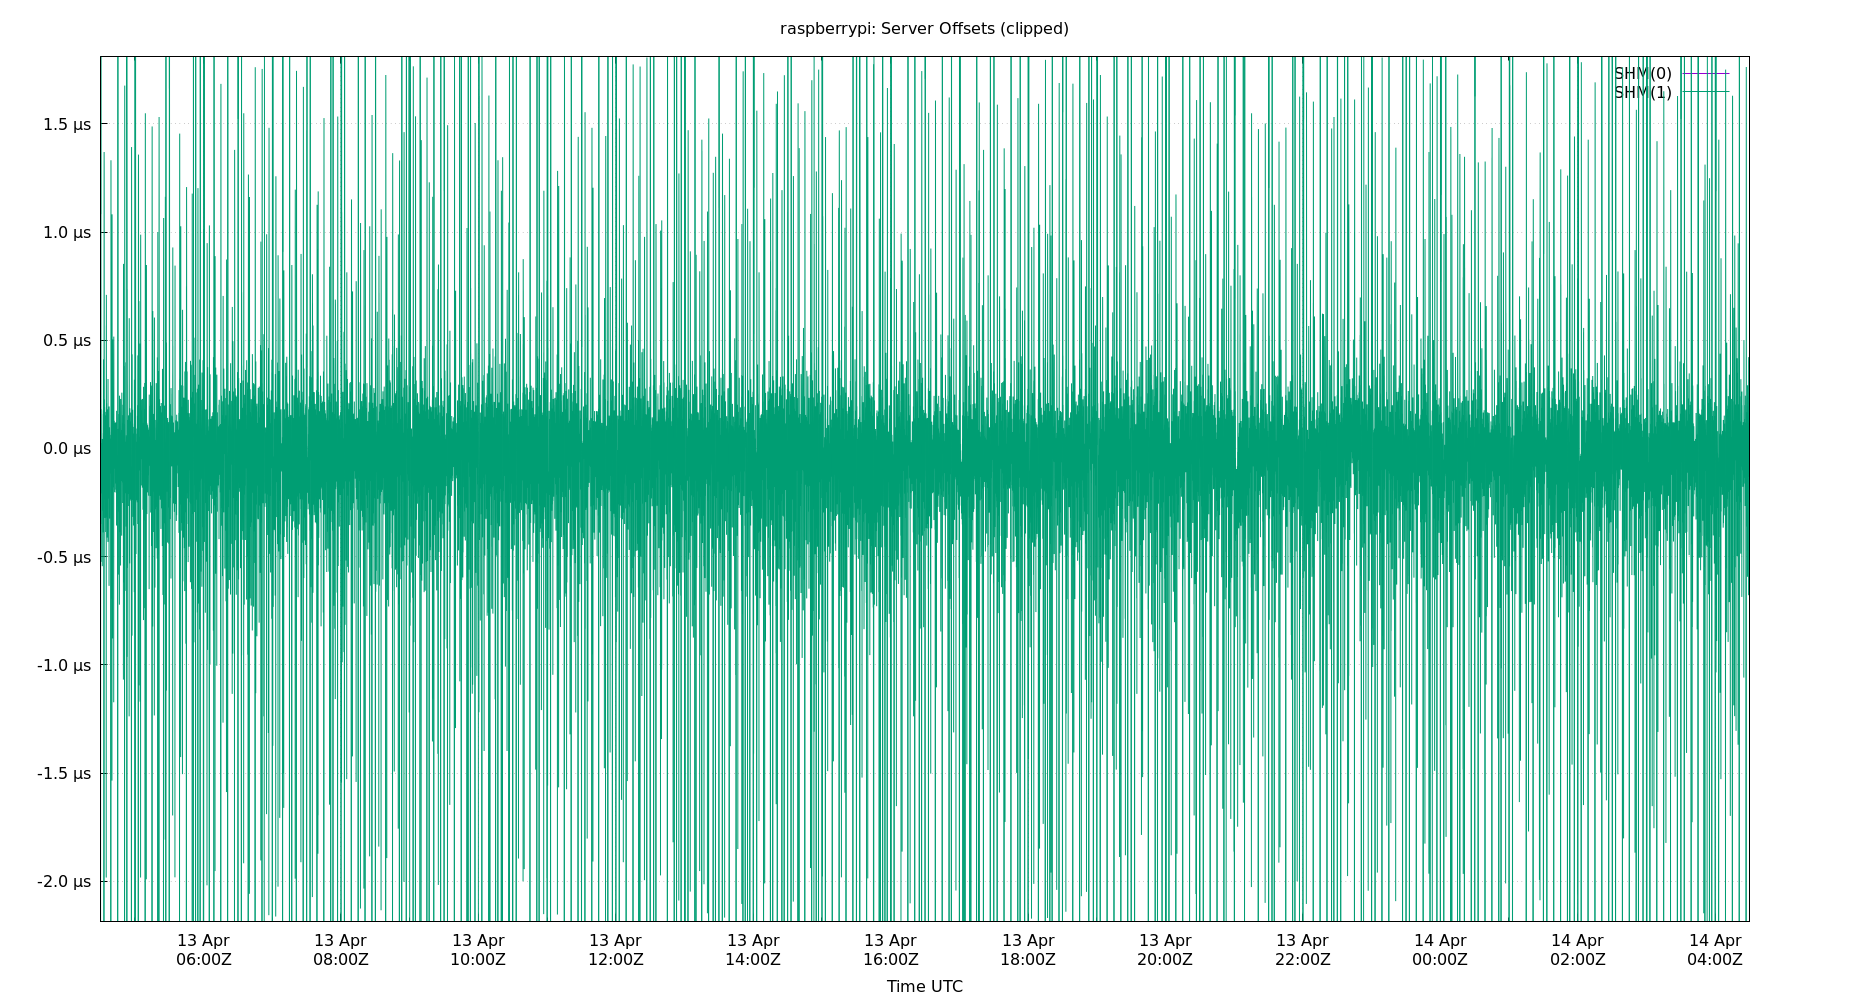 raspberrypi: Server Offsets (clipped)
SHM(0)
SHM(1)
1.5 µs
1.0 µs
0.5 µs
0.0 µs
-0.5 µs
-1.0 µs
-1.5 µs
-2.0 µs
13 Apr 13 Apr 13 Apr 13 Apr 13 Apr 13 Apr 13 Apr 13 Apr 13 Apr 14 Apr 14 Apr 14 Apr
06:00Z 08:00Z 10:00Z 12:00Z 14:00Z 16:00Z 18:00Z 20:00Z 22:00Z 00:00Z 02:00Z 04:00Z
Time UTC